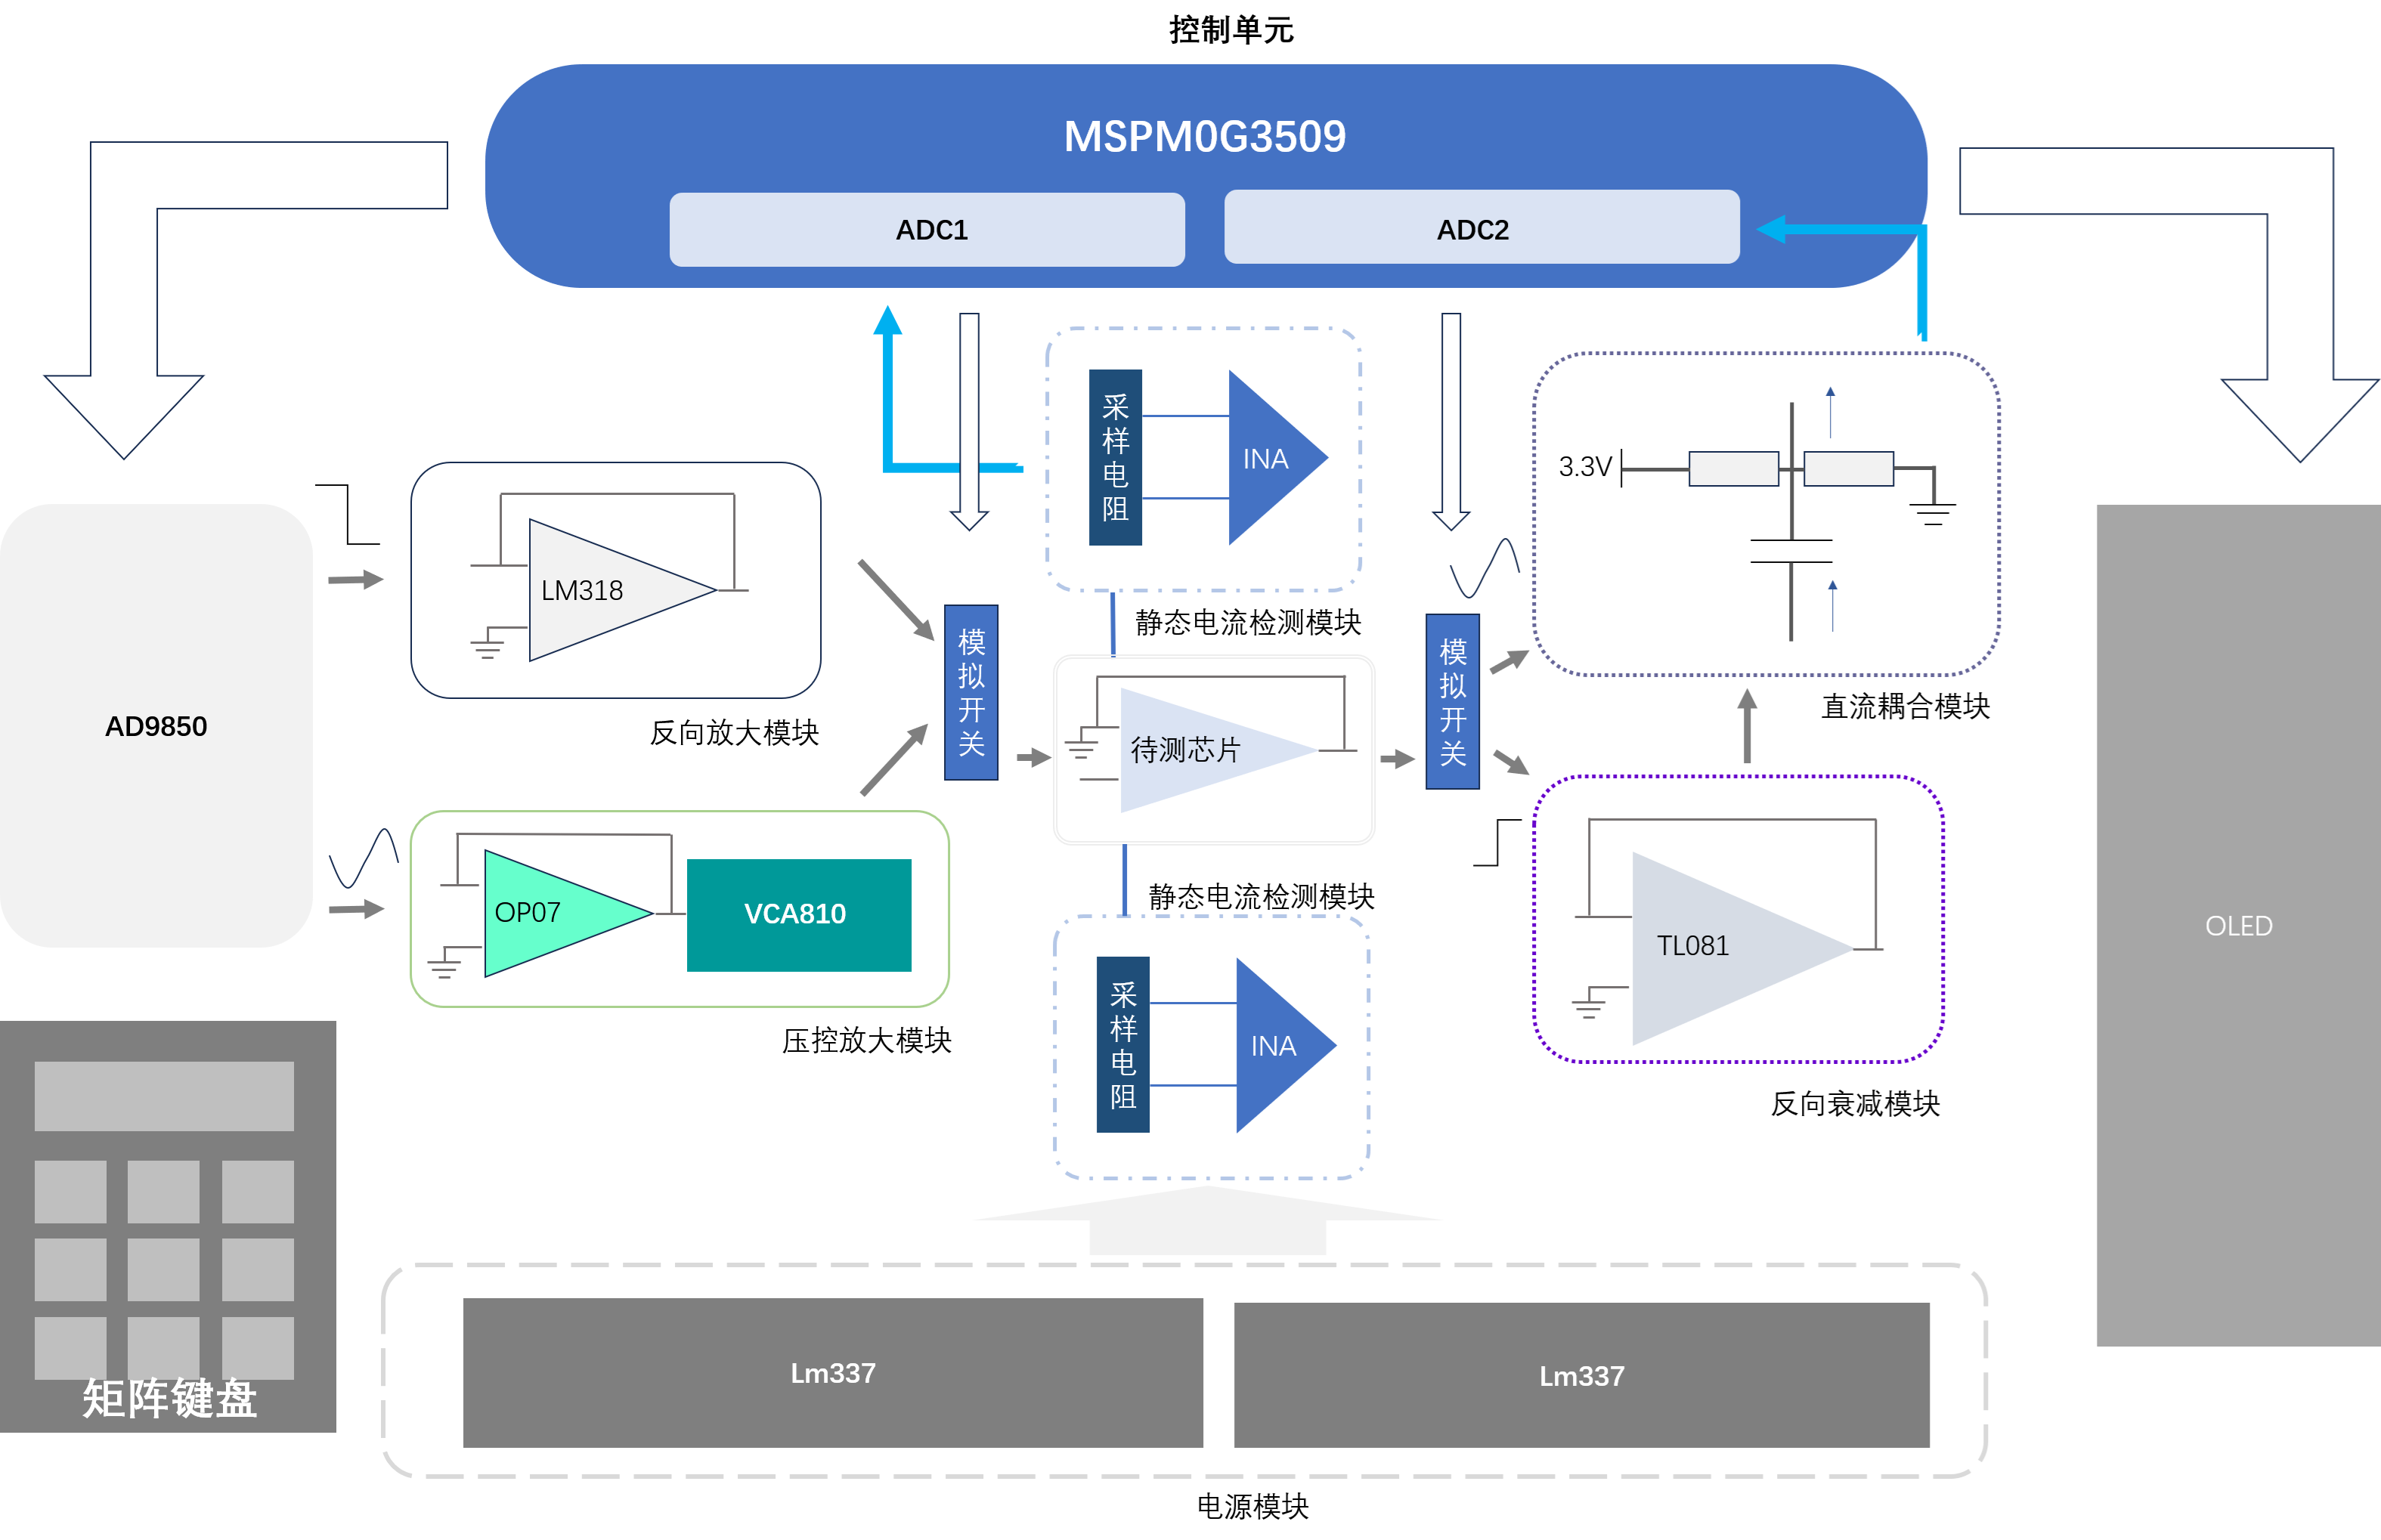 控制单元
MSPM0G3509
ADC1
ADC2
采样电阻
INA
静态电流检测模块
3.3V
直流耦合模块
LM318
反向放大模块
AD9850
模拟开关
待测芯片
模拟开关
OP07
VCA810
压控放大模块
静态电流检测模块
采样电阻
INA
TL081
反向衰减模块
OLED
矩阵键盘
Lm337
Lm337
电源模块